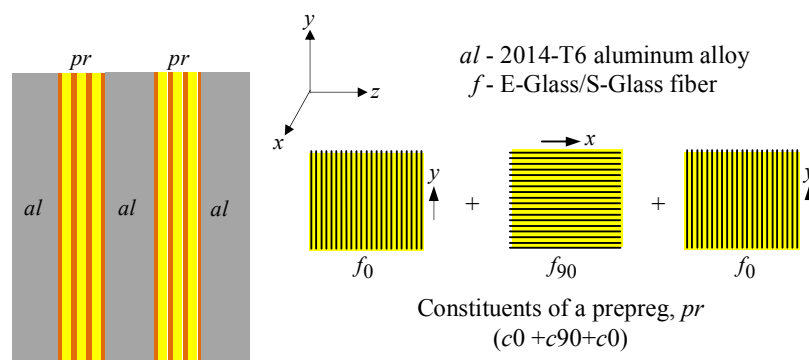 pr pr
al al al
y
z
x
al - 2014-T6 aluminum alloy
f - E-Glass/S-Glass fiber
x
y + + y
f0 f90 f0
Constituents of a prepreg, pr
(c0 +c90+c0)